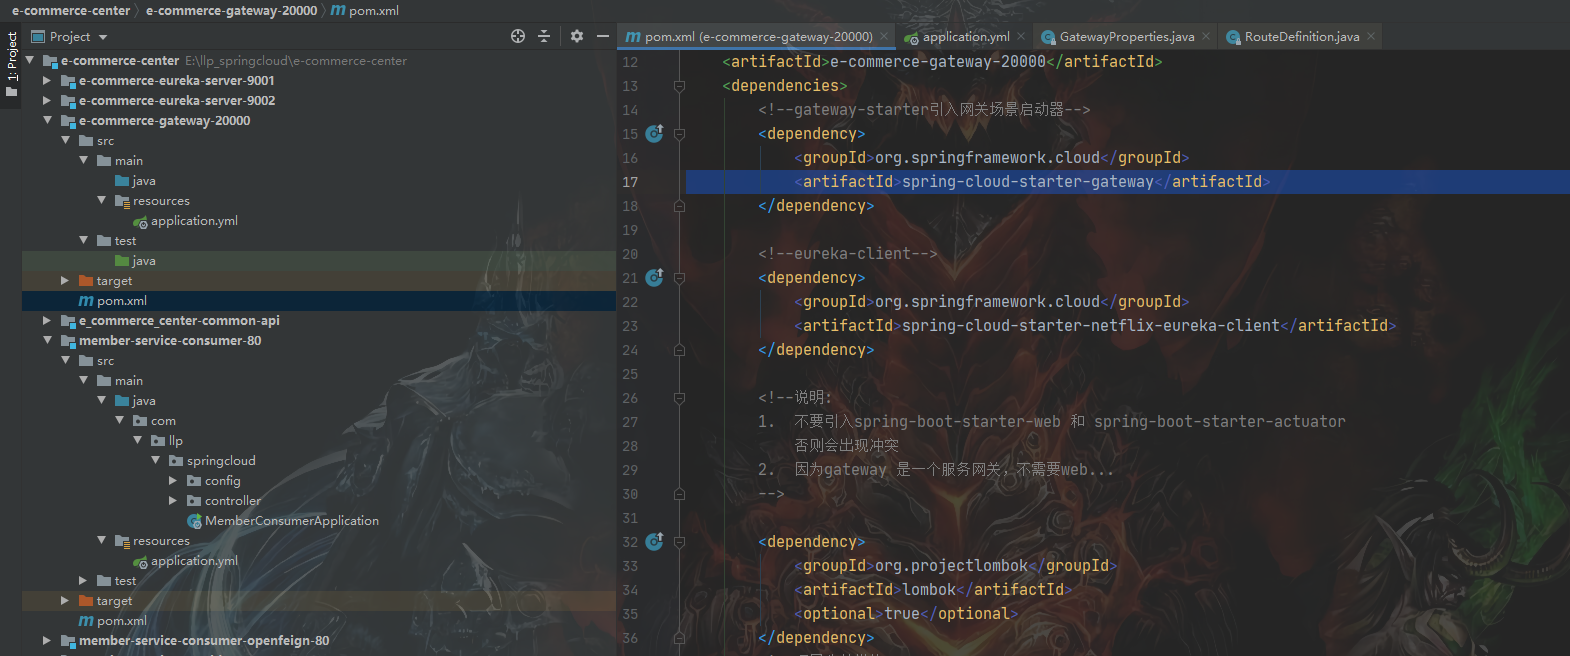 e-commerce-center 〉 e-commerce-gateway-20000 〉 m pom.xml
1: Project
Project
e-commerce-center E:\llp_springcloud\e-commerce-center
e-commerce-eureka-server-9001
e-commerce-eureka-server-9002
e-commerce-gateway-20000
src
main
java
resources
application.yml
test
java
target
m pom.xml
e_commerce_center-common-api
member-service-consumer-80
src
main
java
com
llp
springcloud
config
controller
MemberConsumerApplication
resources
application.yml
test
target
m pom.xml
member-service-consumer-openfeign-80
m pom.xml (e-commerce-gateway-20000) × application.yml × GatewayProperties.java × RouteDefinition.java ×
12 <artifactId>e-commerce-gateway-20000</artifactId>
13 <dependencies>
14 <!--gateway-starter引入网关场景启动器-->
15 <dependency>
16 <groupId>org.springframework.cloud</groupId>
17 <artifactId>spring-cloud-starter-gateway</artifactId>
18 </dependency>
19
20 <!--eureka-client-->
21 <dependency>
22 <groupId>org.springframework.cloud</groupId>
23 <artifactId>spring-cloud-starter-netflix-eureka-client</artifactId>
24 </dependency>
25
26 <!--说明:
27 1. 不要引入spring-boot-starter-web 和 spring-boot-starter-actuator
28 否则会出现冲突
29 2. 因为gateway 是一个服务网关，不需要web...
30 -->
31
32 <dependency>
33 <groupId>org.projectlombok</groupId>
34 <artifactId>lombok</artifactId>
35 <optional>true</optional>
36 </dependency>